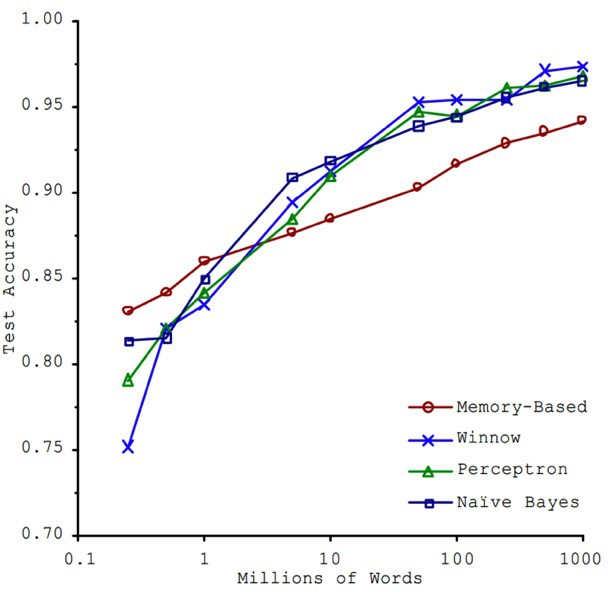 1.00
0.95
0.90
0.85
0.80
0.75
0.70
Test Accuracy
Memory-Based
Winnow
Perceptron
Naïve Bayes
0.1 1 10 100 1000
Millions of Words